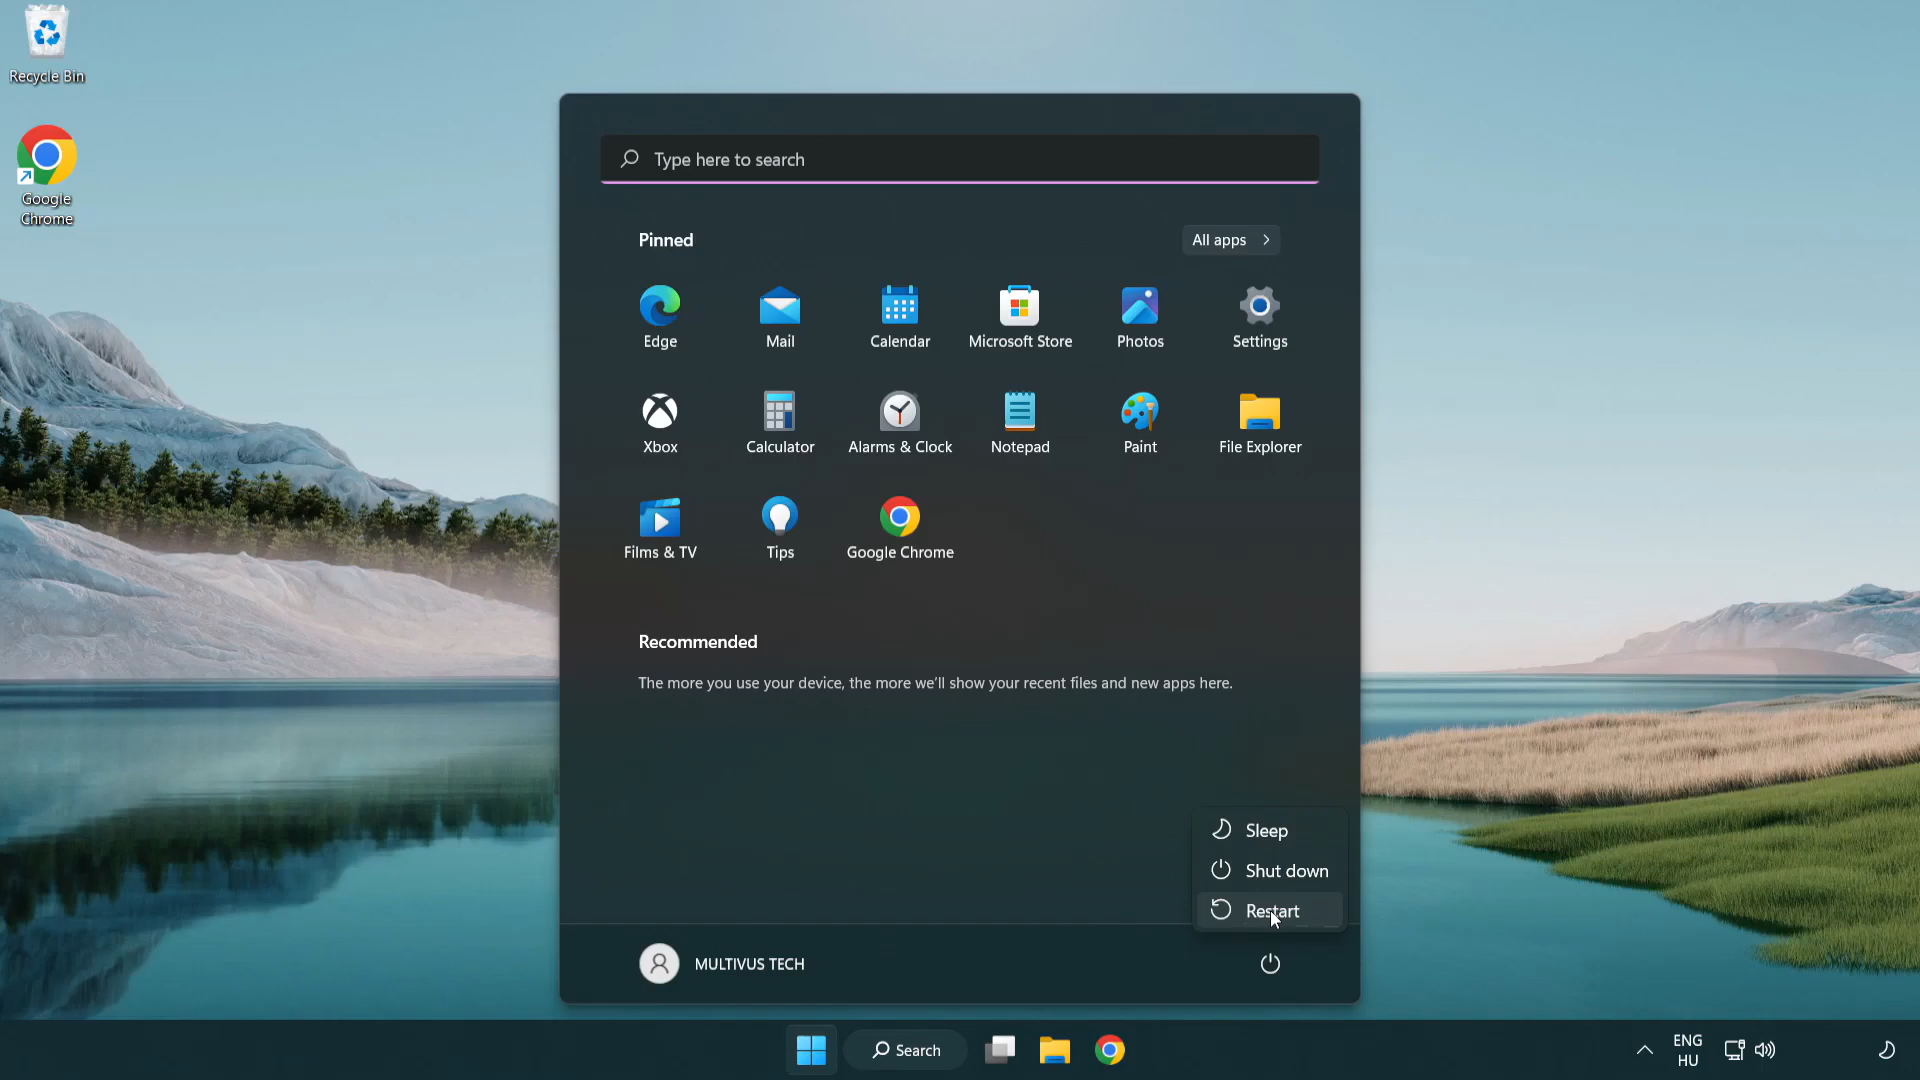 Recycle Bin
Google
Chrome
Type here to search
Pinned
All apps
Edge
Mail
Calendar
Microsoft Store
Photos
Settings
Xbox
Calculator
Alarms & Clock
Notepad
Paint
File Explorer
Films & TV
Tips
Google Chrome
Recommended
The more you use your device, the more we'll show your recent files and new apps here.
Sleep
Shut down
Restart
MULTIVUS TECH
Search
ENG
HU